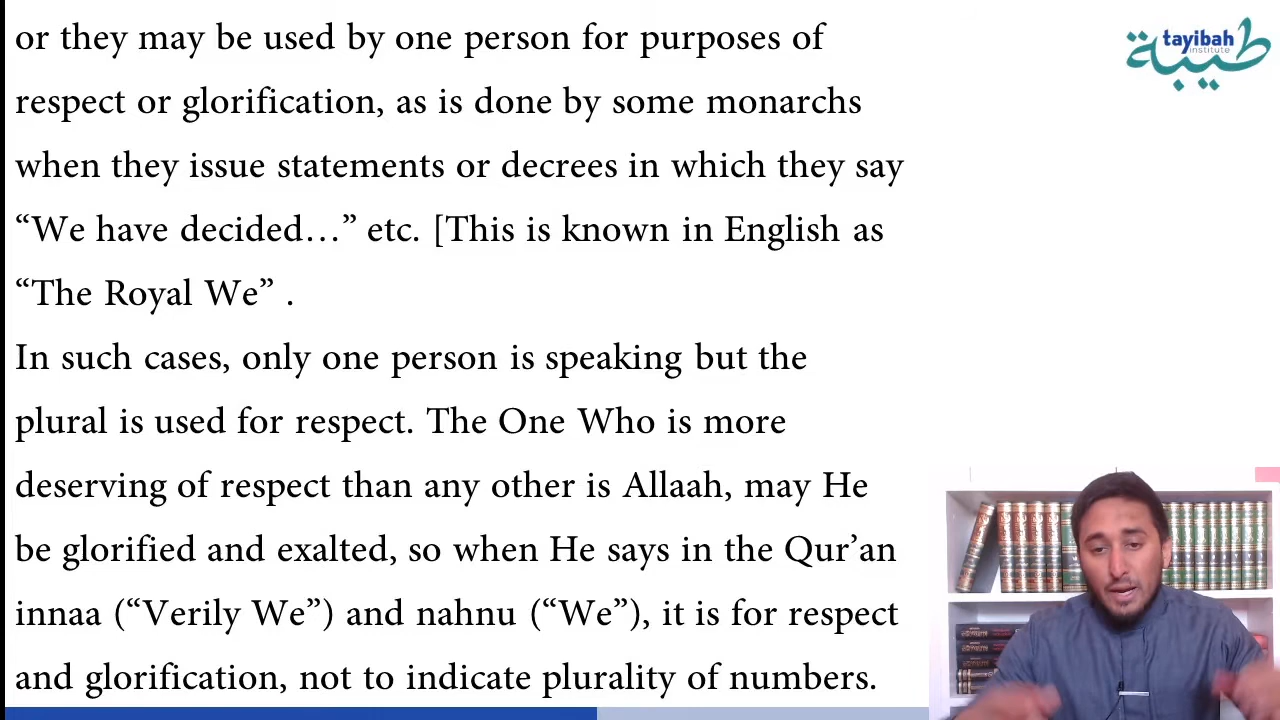 or they may be used by one person for purposes of
respect or glorification, as is done by some monarchs
when they issue statements or decrees in which they say
“We have decided…” etc. [This is known in English as
“The Royal We” .
In such cases, only one person is speaking but the
plural is used for respect. The One Who is more
deserving of respect than any other is Allaah, may He
be glorified and exalted, so when He says in the Qur’an
innaa (“Verily We”) and nahnu (“We”), it is for respect
and glorification, not to indicate plurality of numbers.
tayibah
institute
طيبة